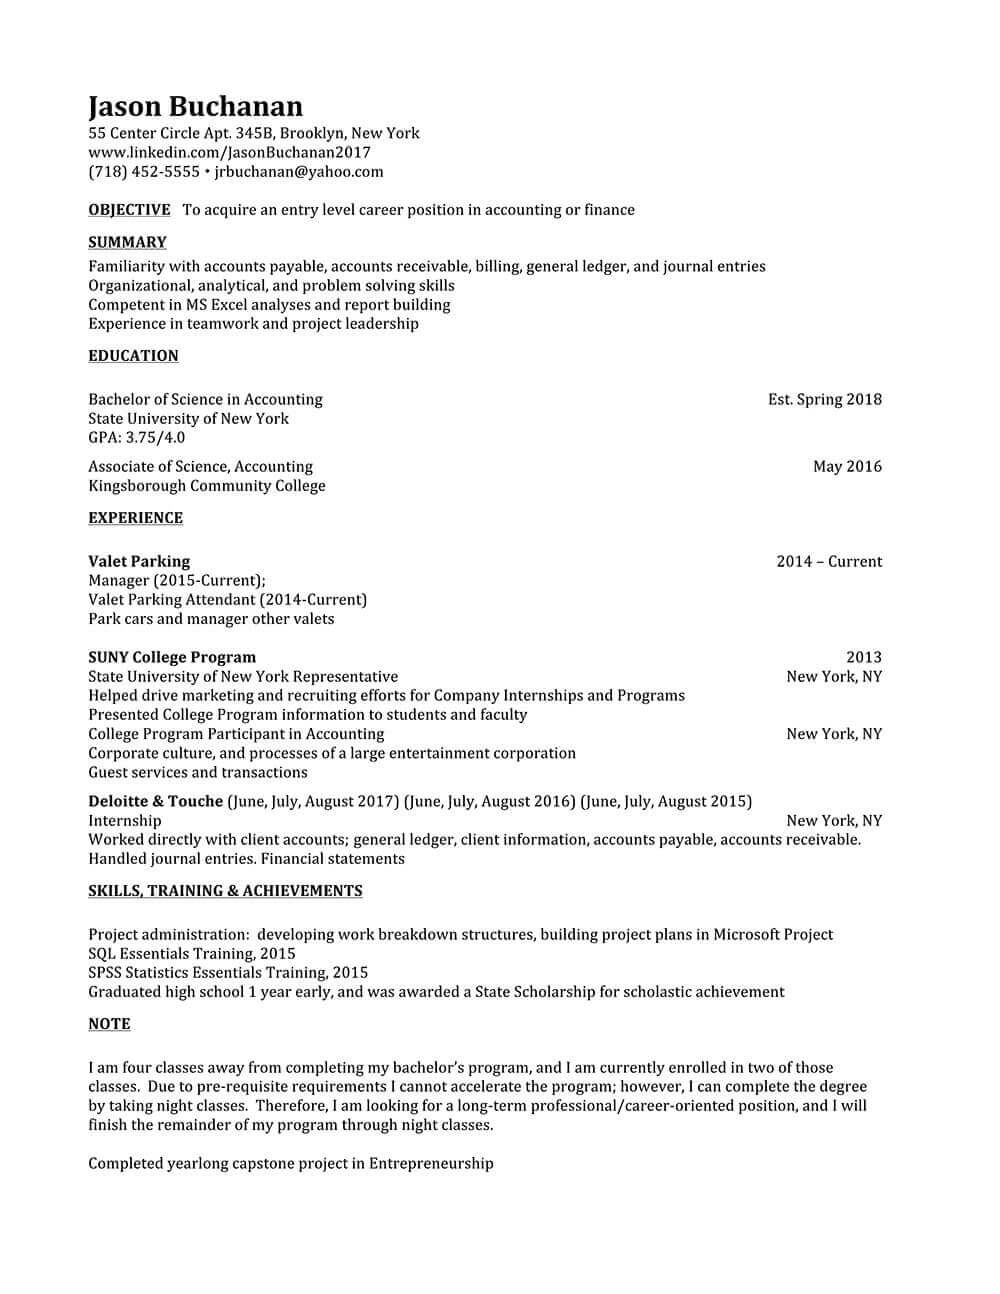 Jason Buchanan
55 Center Circle Apt. 345B, Brooklyn, New York
www.linkedin.com/JasonBuchanan2017
(718) 452-5555 • jrbuchanan@yahoo.com
OBJECTIVE To acquire an entry level career position in accounting or finance
SUMMARY
Familiarity with accounts payable, accounts receivable, billing, general ledger, and journal entries
Organizational, analytical, and problem solving skills
Competent in MS Excel analyses and report building
Experience in teamwork and project leadership
EDUCATION
Bachelor of Science in Accounting Est. Spring 2018
State University of New York
GPA: 3.75/4.0
Associate of Science, Accounting May 2016
Kingsborough Community College
EXPERIENCE
Valet Parking 2014 – Current
Manager (2015-Current);
Valet Parking Attendant (2014-Current)
Park cars and manager other valets
SUNY College Program 2013
State University of New York Representative New York, NY
Helped drive marketing and recruiting efforts for Company Internships and Programs
Presented College Program information to students and faculty
College Program Participant in Accounting New York, NY
Corporate culture, and processes of a large entertainment corporation
Guest services and transactions
Deloitte & Touche (June, July, August 2017) (June, July, August 2016) (June, July, August 2015)
Internship New York, NY
Worked directly with client accounts; general ledger, client information, accounts payable, accounts receivable.
Handled journal entries. Financial statements
SKILLS, TRAINING & ACHIEVEMENTS
Project administration: developing work breakdown structures, building project plans in Microsoft Project
SQL Essentials Training, 2015
SPSS Statistics Essentials Training, 2015
Graduated high school 1 year early, and was awarded a State Scholarship for scholastic achievement
NOTE
I am four classes away from completing my bachelor's program, and I am currently enrolled in two of those
classes. Due to pre-requisite requirements I cannot accelerate the program; however, I can complete the degree
by taking night classes. Therefore, I am looking for a long-term professional/career-oriented position, and I will
finish the remainder of my program through night classes.
Completed yearlong capstone project in Entrepreneurship